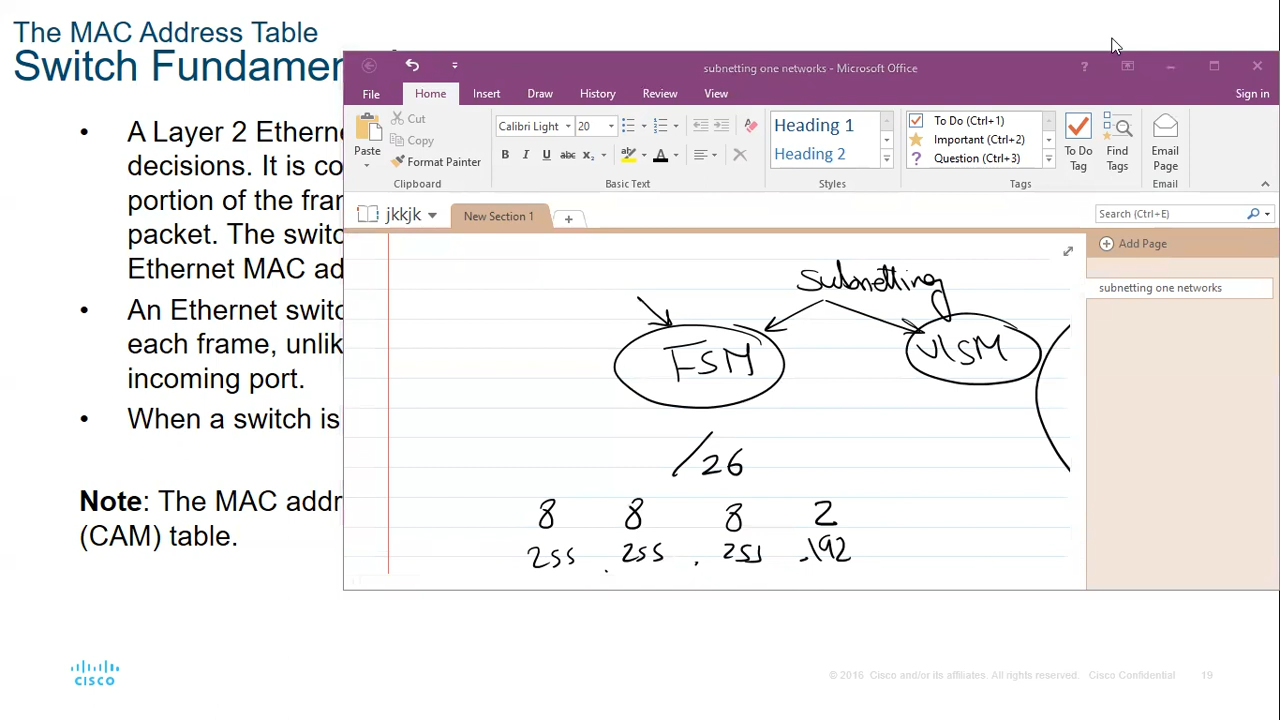 The MAC Address Table
Switch Fundamen
A Layer 2 Etherne
decisions. It is co
portion of the fram
packet. The switc
Ethernet MAC ad
An Ethernet switc
each frame, unlik
incoming port.
When a switch is
Note: The MAC addr
(CAM) table.
subnetting one networks - Microsoft Office
?
File Home Insert Draw History Review View Sign in
Paste
Cut
Copy
Format Painter
Clipboard
Calibri Light 20
B I U abc x₂ A
Basic Text
Heading 1
Heading 2
Styles
To Do (Ctrl+1)
Important (Ctrl+2)
Question (Ctrl+3)
Tags
To Do Tag
Find Tags
Email Page
Email
jkkjk
New Section 1
Search (Ctrl+E)
Add Page
subnetting one networks
Subnetting
FSM VLSM
/26
8 8 8 2
255 . 255 . 255 .192
CISCO
© 2016 Cisco and/or its affiliates. All rights reserved. Cisco Confidential 19